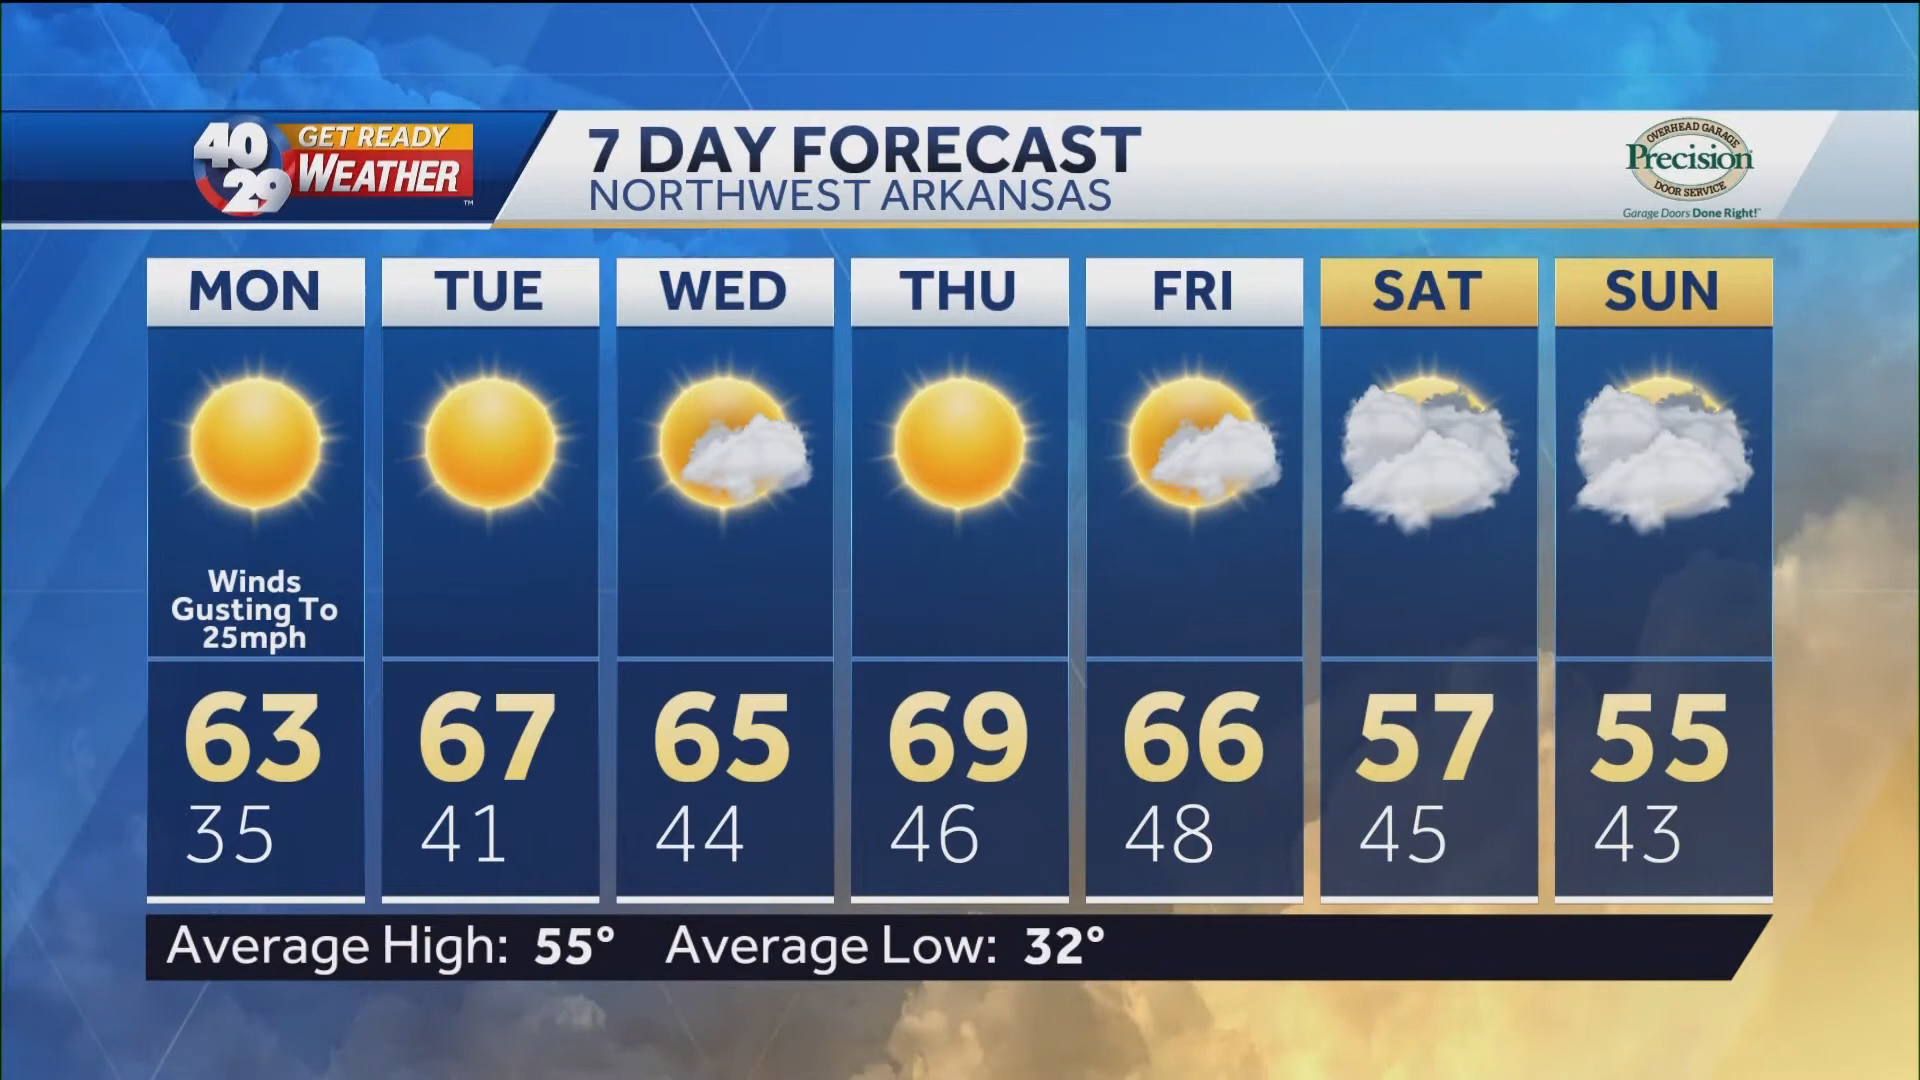 40
29
GET READY
WEATHER™
7 DAY FORECAST
NORTHWEST ARKANSAS
OVERHEAD GARAGE
Precision
DOOR SERVICE
Garage Doors Done Right!
MON
TUE
WED
THU
FRI
SAT
SUN
Winds
Gusting To
25mph
63
67
65
69
66
57
55
35
41
44
46
48
45
43
Average High: 55° Average Low: 32°